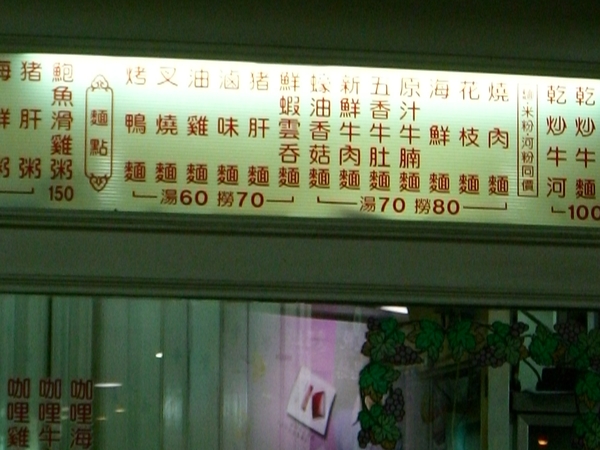 海鮮粥
豬肝粥
鮑魚滑雞粥
150
麵點
烤鴨麵
叉燒麵
油雞麵
滷味麵
豬肝麵
鮮蝦雲吞麵
湯60 撈70
蠔油香菇麵
新鮮牛肉麵
五香牛肚麵
原汁牛腩麵
海鮮麵
花枝麵
燒肉麵
湯70 撈80
米粉河粉同價
乾炒牛河
乾炒牛麵
100
咖哩雞
咖哩牛
咖哩海